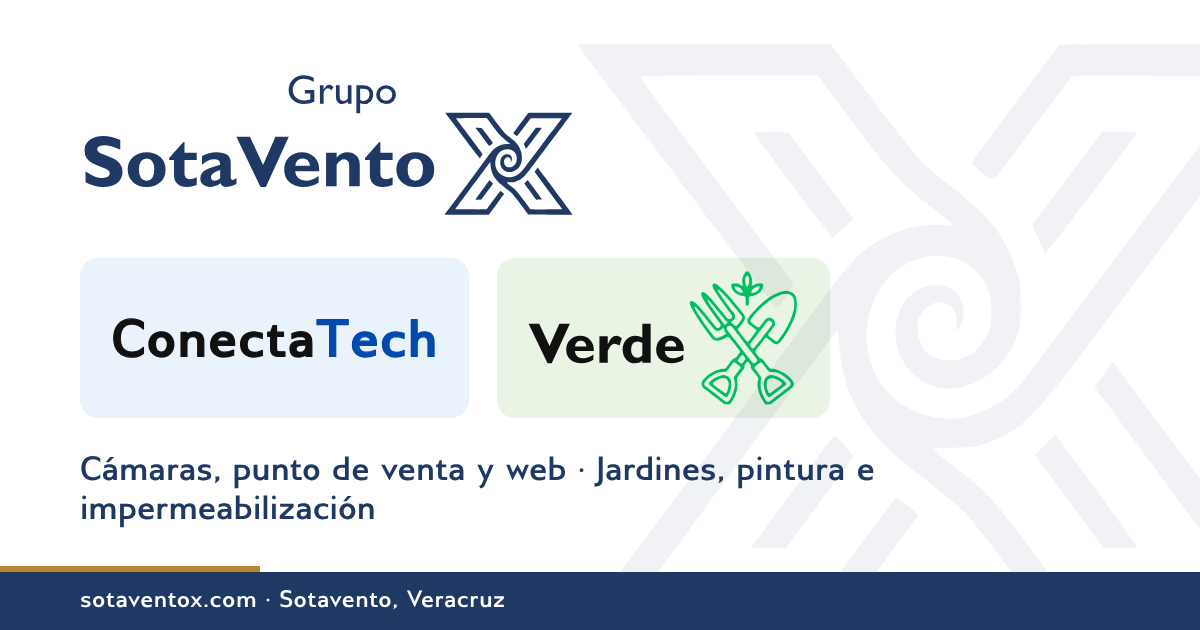 Grupo
SotaVento X
ConectaTech
Verde
Cámaras, punto de venta y web · Jardines, pintura e
impermeabilización
sotaventox.com · Sotavento, Veracruz